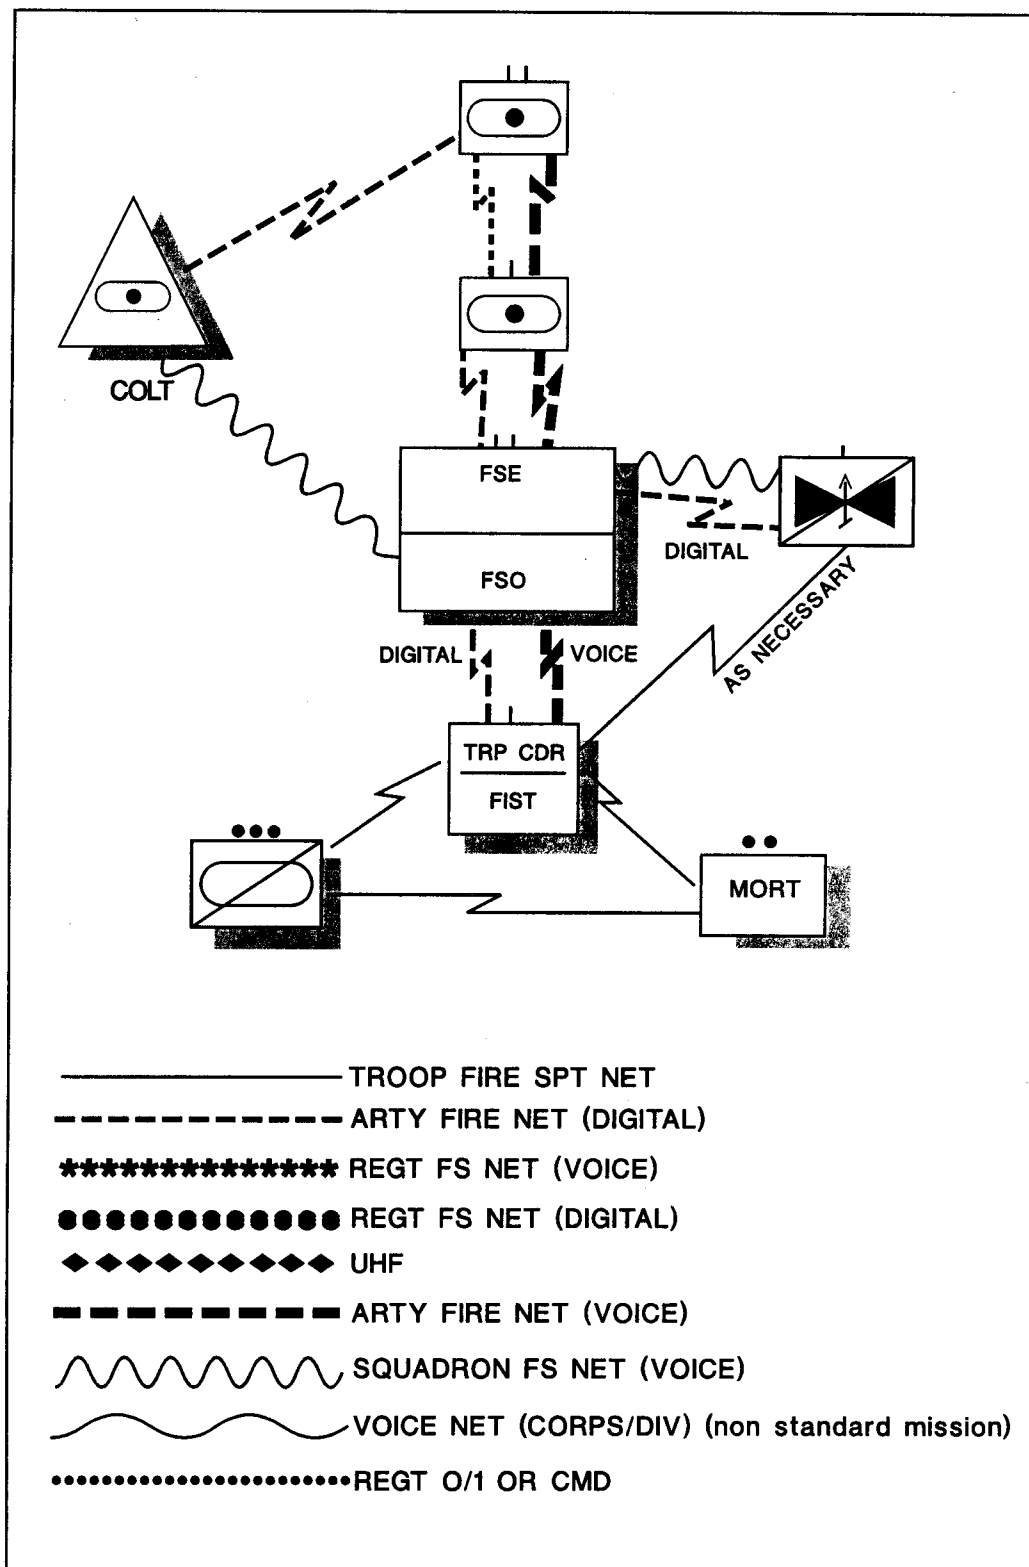 COLT
FSE
FSO
DIGITAL
AS NECESSARY
DIGITAL
VOICE
TRP CDR
FIST
MORT
TROOP FIRE SPT NET
ARTY FIRE NET (DIGITAL)
REGT FS NET (VOICE)
REGT FS NET (DIGITAL)
UHF
ARTY FIRE NET (VOICE)
SQUADRON FS NET (VOICE)
VOICE NET (CORPS/DIV) (non standard mission)
REGT O/1 OR CMD